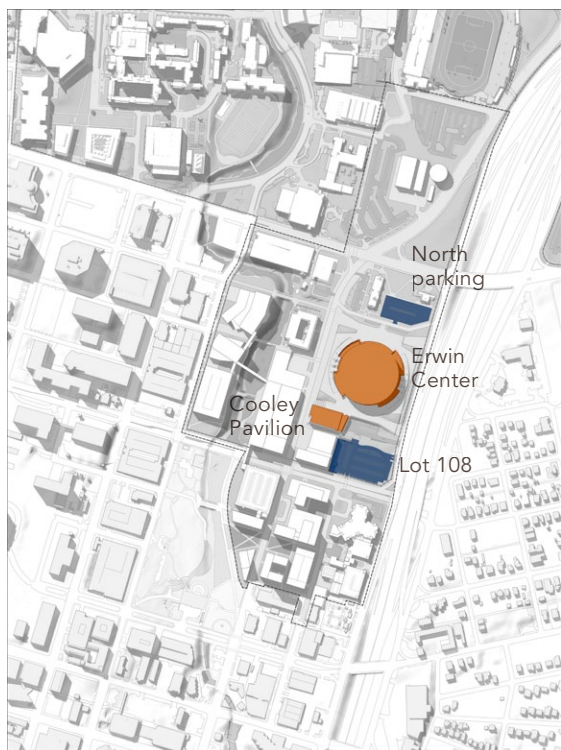 North
parking
Erwin
Center
Cooley
Pavilion
Lot 108